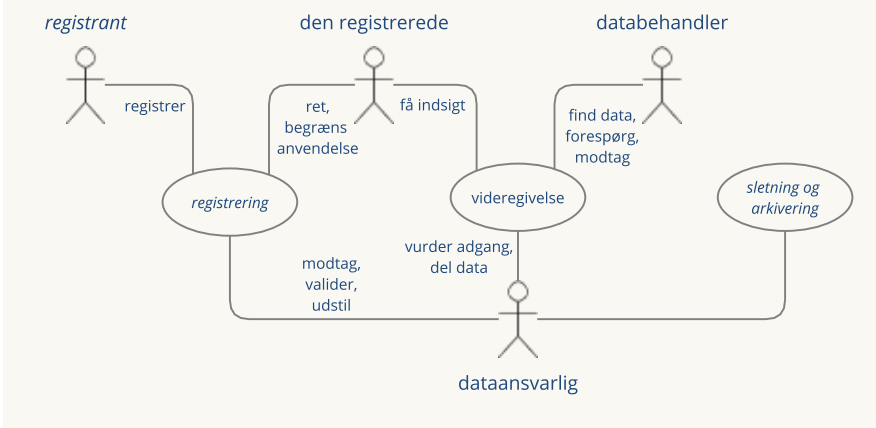 registrant
den registrerede
databehandler
registrer
ret,
begræns
anvendelse
få indsigt
find data,
forespørg,
modtag
registrering
videregivelse
sletning og
arkivering
vurder adgang,
del data
modtag,
valider,
udstil
dataansvarlig